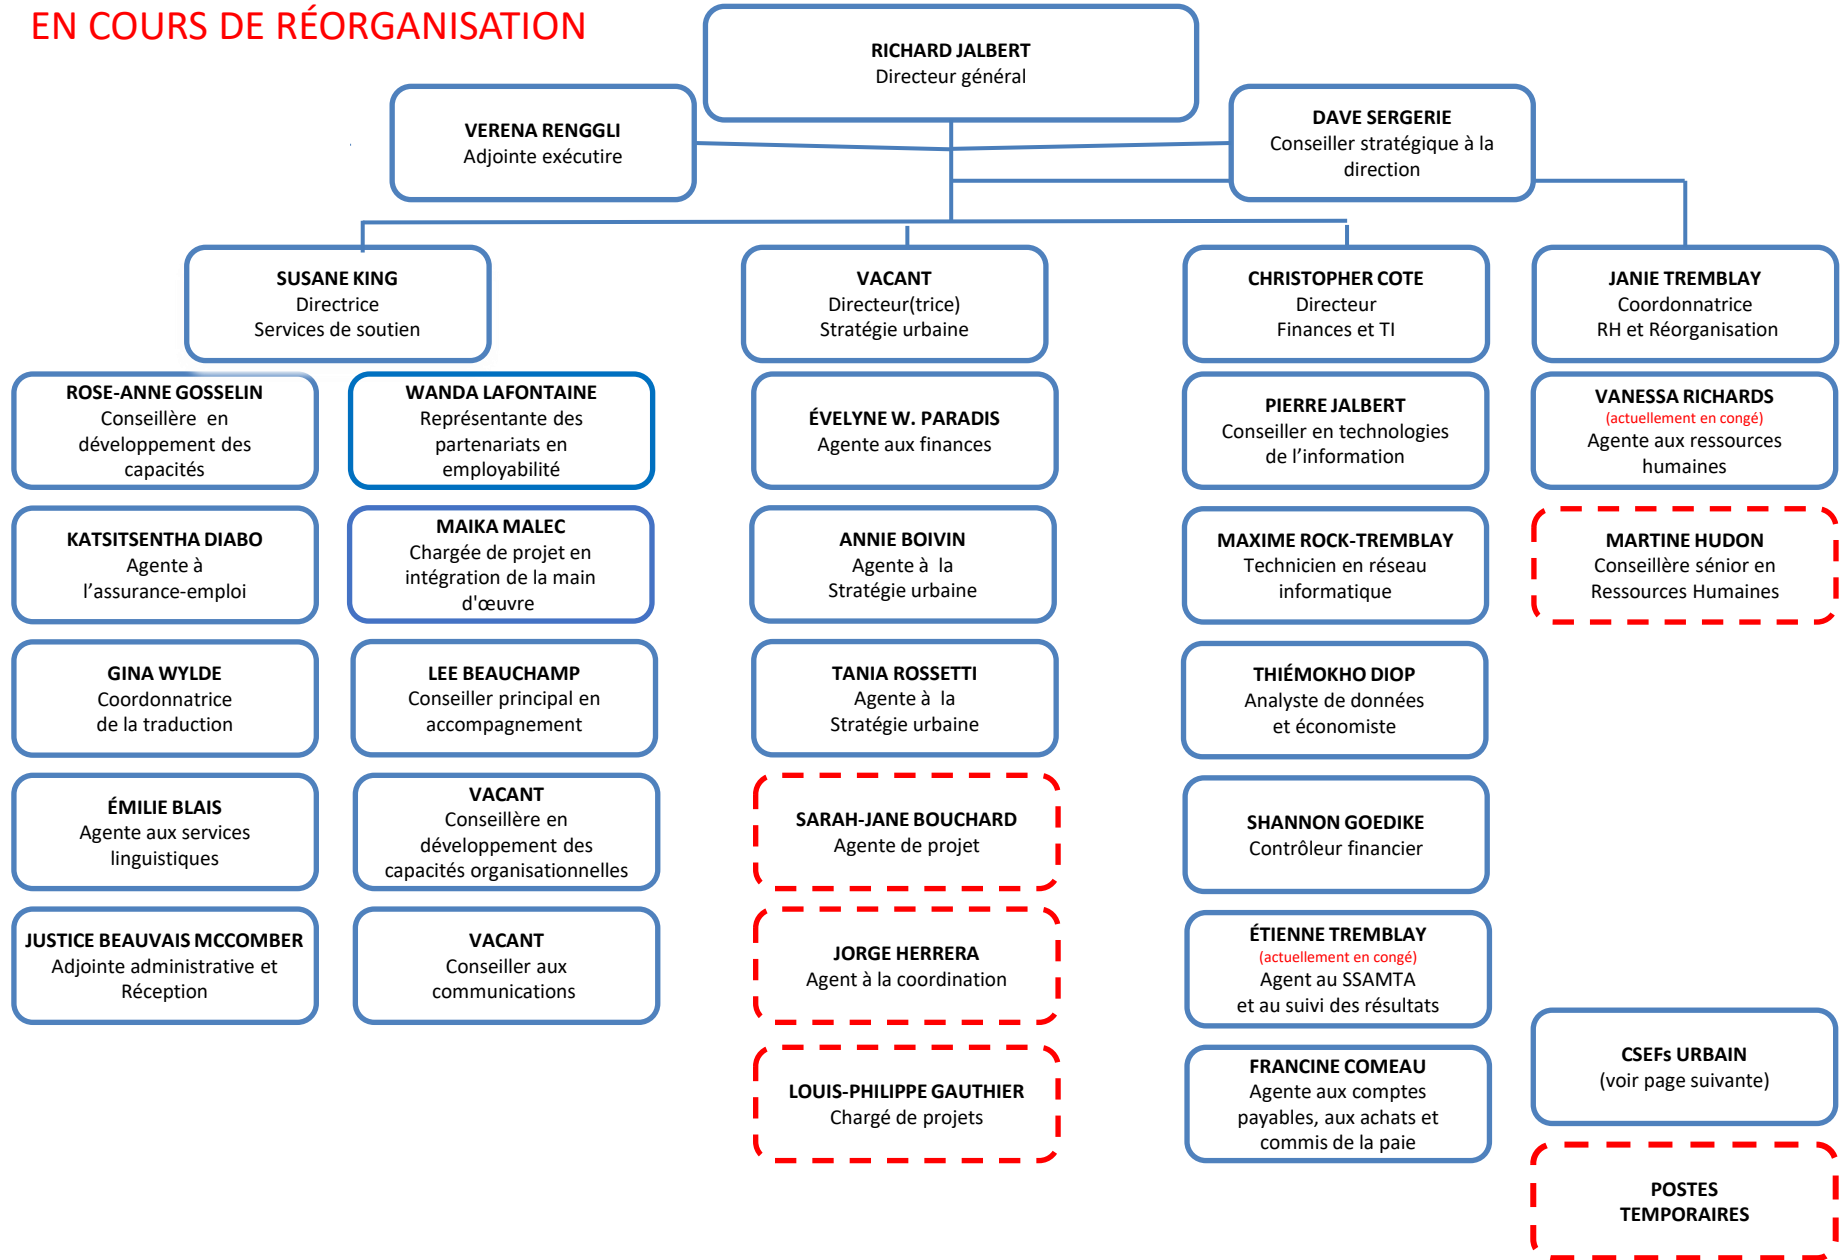 EN COURS DE RÉORGANISATION
RICHARD JALBERT
Directeur général
VERENA RENGGLI
Adjointe exécutire
DAVE SERGERIE
Conseiller stratégique à la
direction
SUSANE KING
Directrice
Services de soutien
VACANT
Directeur(trice)
Stratégie urbaine
CHRISTOPHER COTE
Directeur
Finances et TI
JANIE TREMBLAY
Coordonnatrice
RH et Réorganisation
ROSE-ANNE GOSSELIN
Conseillère en
développement des
capacités
WANDA LAFONTAINE
Représentante des
partenariats en
employabilité
ÉVELYNE W. PARADIS
Agente aux finances
PIERRE JALBERT
Conseiller en technologies
de l’information
VANESSA RICHARDS
(actuellement en congé)
Agente aux ressources
humaines
KATSITSENTHA DIABO
Agente à
l’assurance-emploi
MAIKA MALEC
Chargée de projet en
intégration de la main
d'œuvre
ANNIE BOIVIN
Agente à la
Stratégie urbaine
MAXIME ROCK-TREMBLAY
Technicien en réseau
informatique
MARTINE HUDON
Conseillère sénior en
Ressources Humaines
GINA WYLDE
Coordonnatrice
de la traduction
LEE BEAUCHAMP
Conseiller principal en
accompagnement
TANIA ROSSETTI
Agente à la
Stratégie urbaine
THIÉMOKHO DIOP
Analyste de données
et économiste
ÉMILIE BLAIS
Agente aux services
linguistiques
VACANT
Conseillère en
développement des
capacités organisationnelles
SARAH-JANE BOUCHARD
Agente de projet
SHANNON GOEDIKE
Contrôleur financier
JUSTICE BEAUVAIS MCCOMBER
Adjointe administrative et
Réception
VACANT
Conseiller aux
communications
JORGE HERRERA
Agent à la coordination
ÉTIENNE TREMBLAY
(actuellement en congé)
Agent au SSAMTA
et au suivi des résultats
LOUIS-PHILIPPE GAUTHIER
Chargé de projets
FRANCINE COMEAU
Agente aux comptes
payables, aux achats et
commis de la paie
CSEFs URBAIN
(voir page suivante)
POSTES
TEMPORAIRES